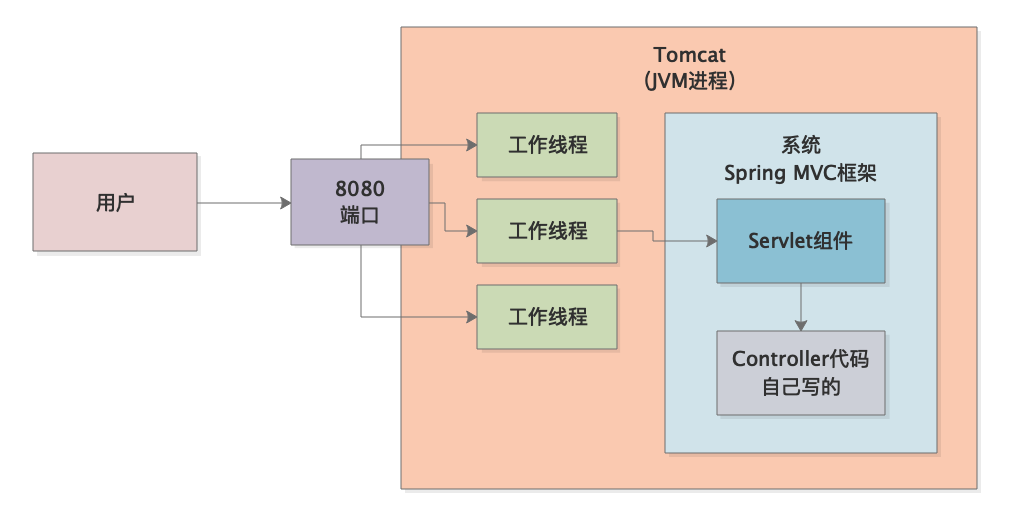 Tomcat
（JVM进程）
用户
8080
端口
工作线程
工作线程
工作线程
系统
Spring MVC框架
Servlet组件
Controller代码
自己写的